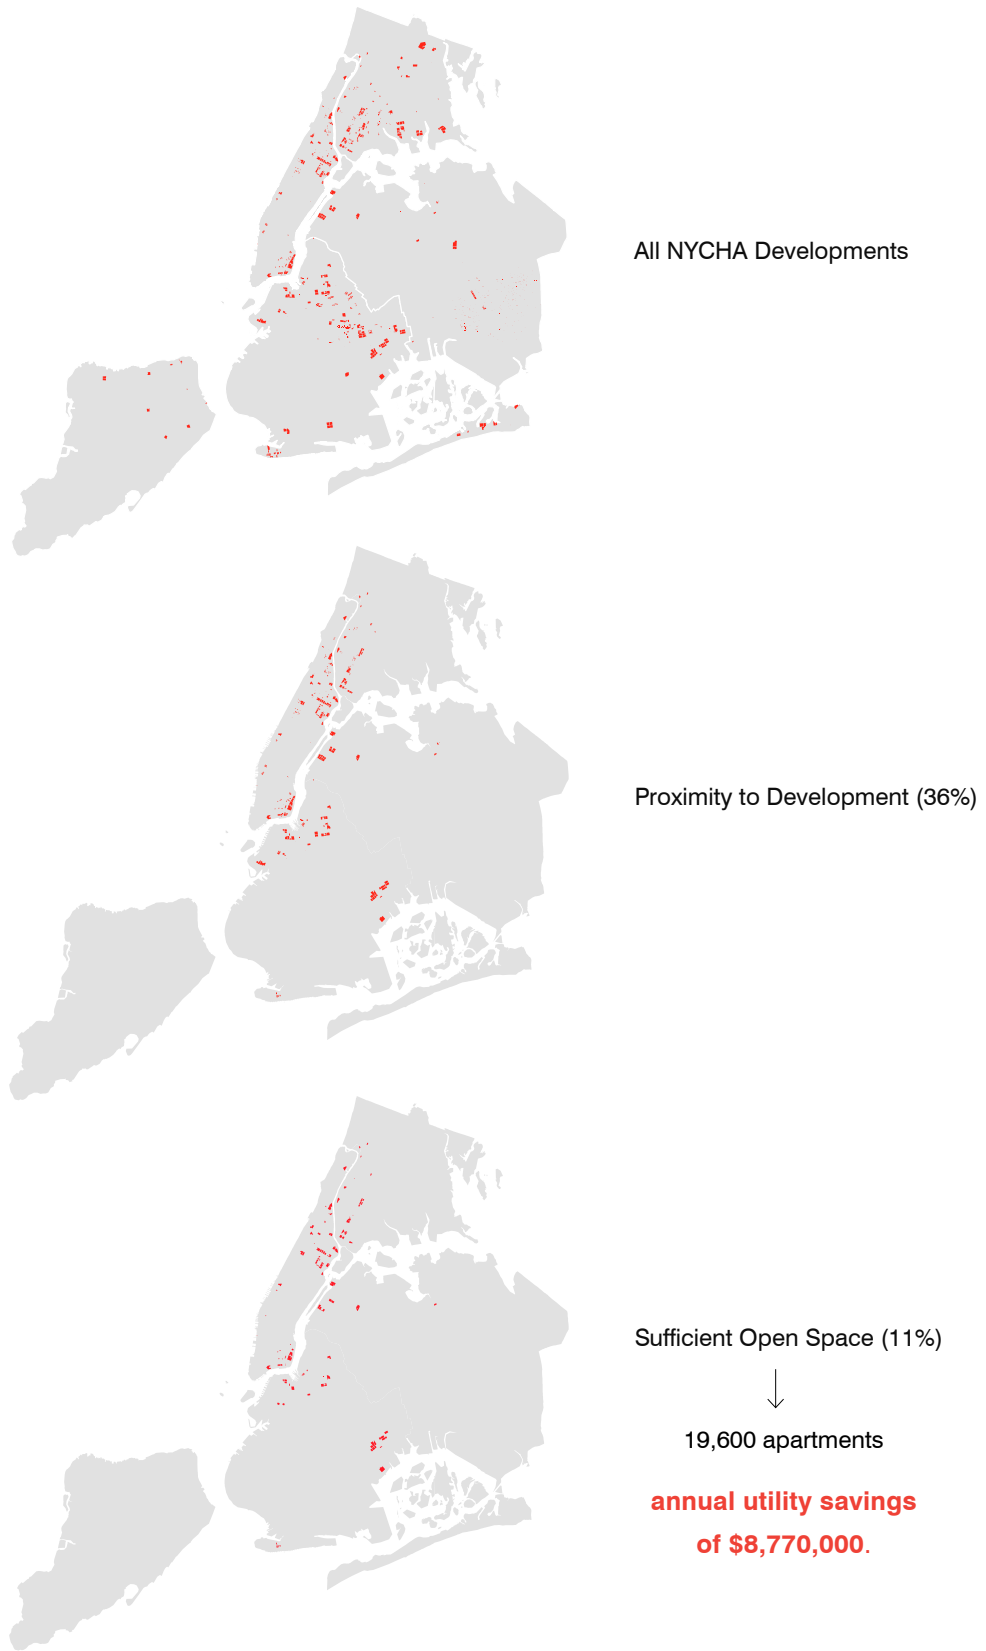 All NYCHA Developments
Proximity to Development (36%)
Sufficient Open Space (11%)
19,600 apartments
annual utility savings
of $8,770,000.